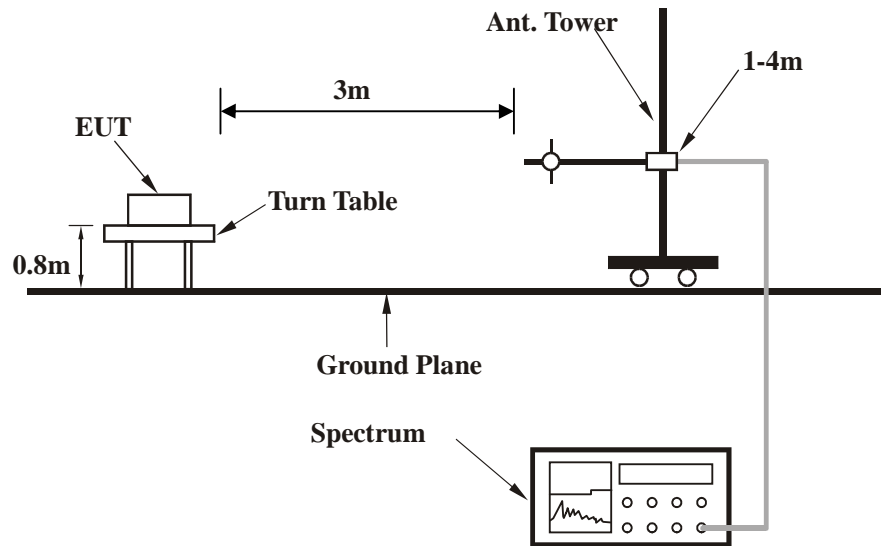 Ant. Tower
1-4m
3m
EUT
Turn Table
0.8m
Ground Plane
Spectrum